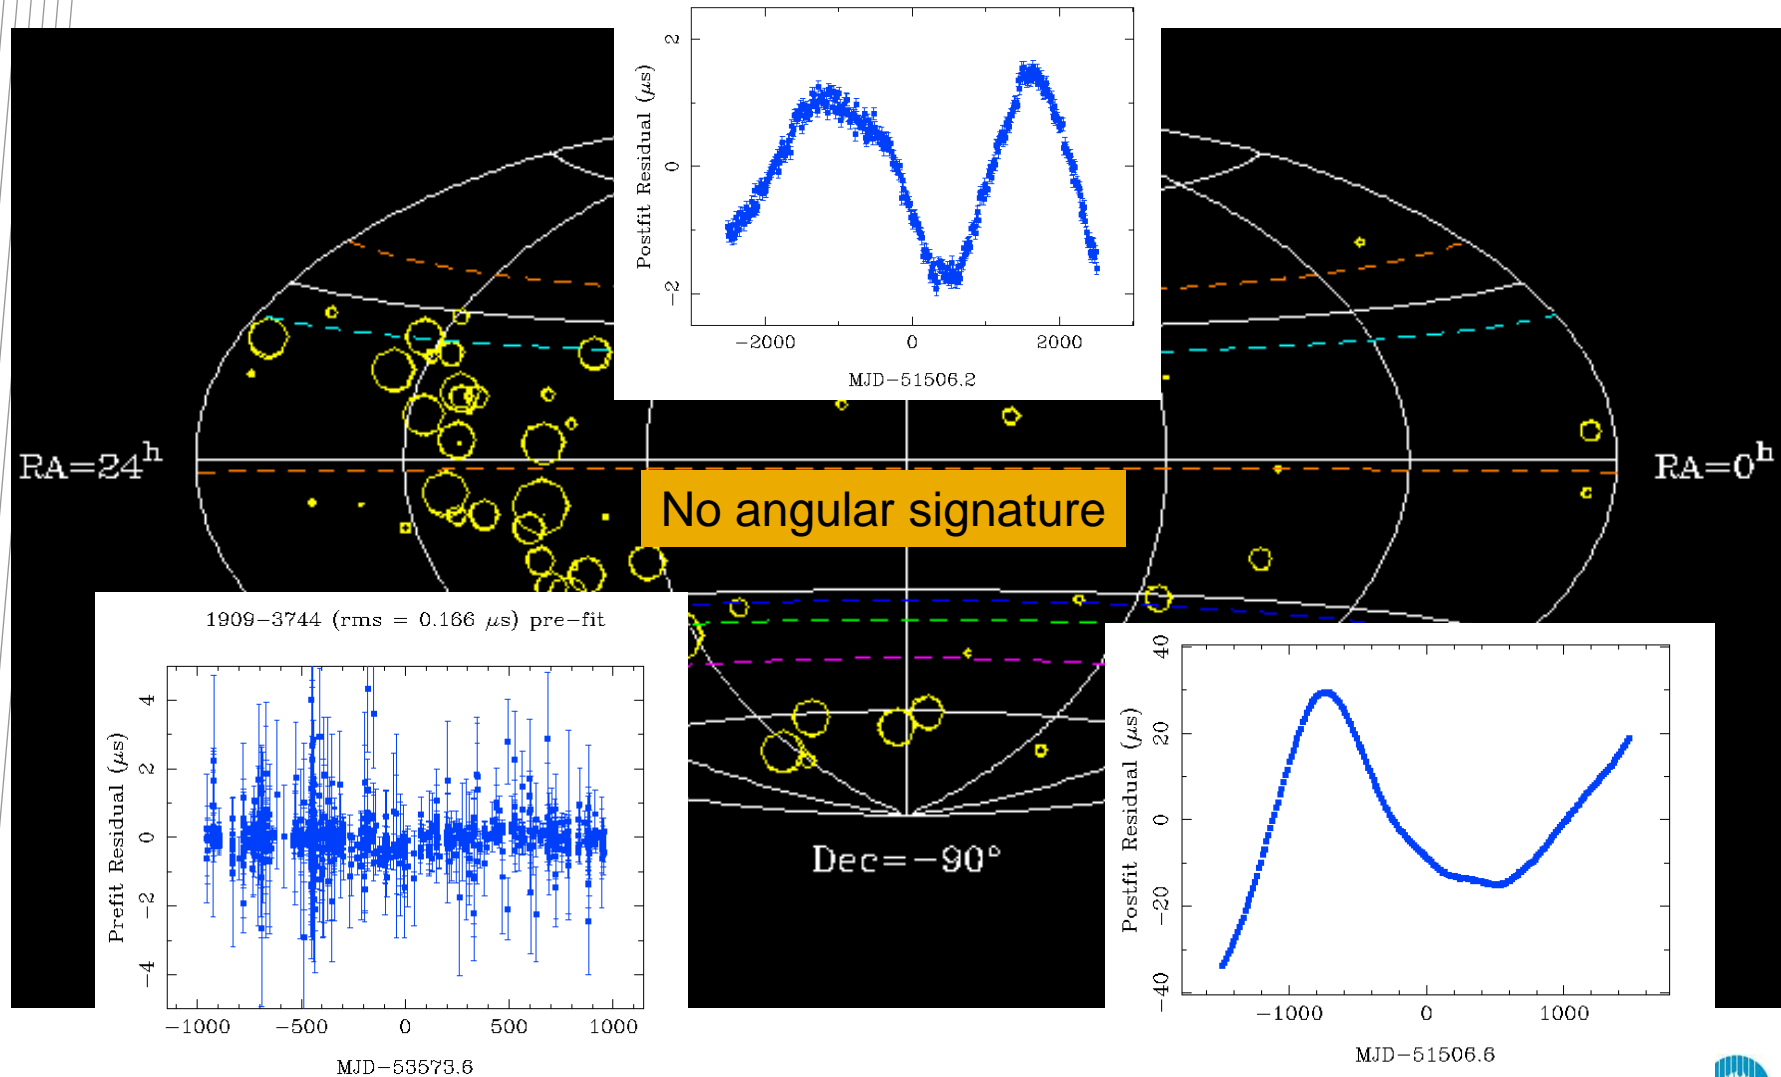 2
0
−2
Postfit Residual (μs)
−2000 0 2000
MJD−51506.2
RA=24ʰ
RA=0ʰ
No angular signature
1909−3744 (rms = 0.166 μs) pre−fit
4
2
0
−2
−4
Prefit Residual (μs)
−1000 −500 0 500 1000
MJD−53573.6
Dec=−90°
40
20
0
−20
−40
Postfit Residual (μs)
−1000 0 1000
MJD−51506.6